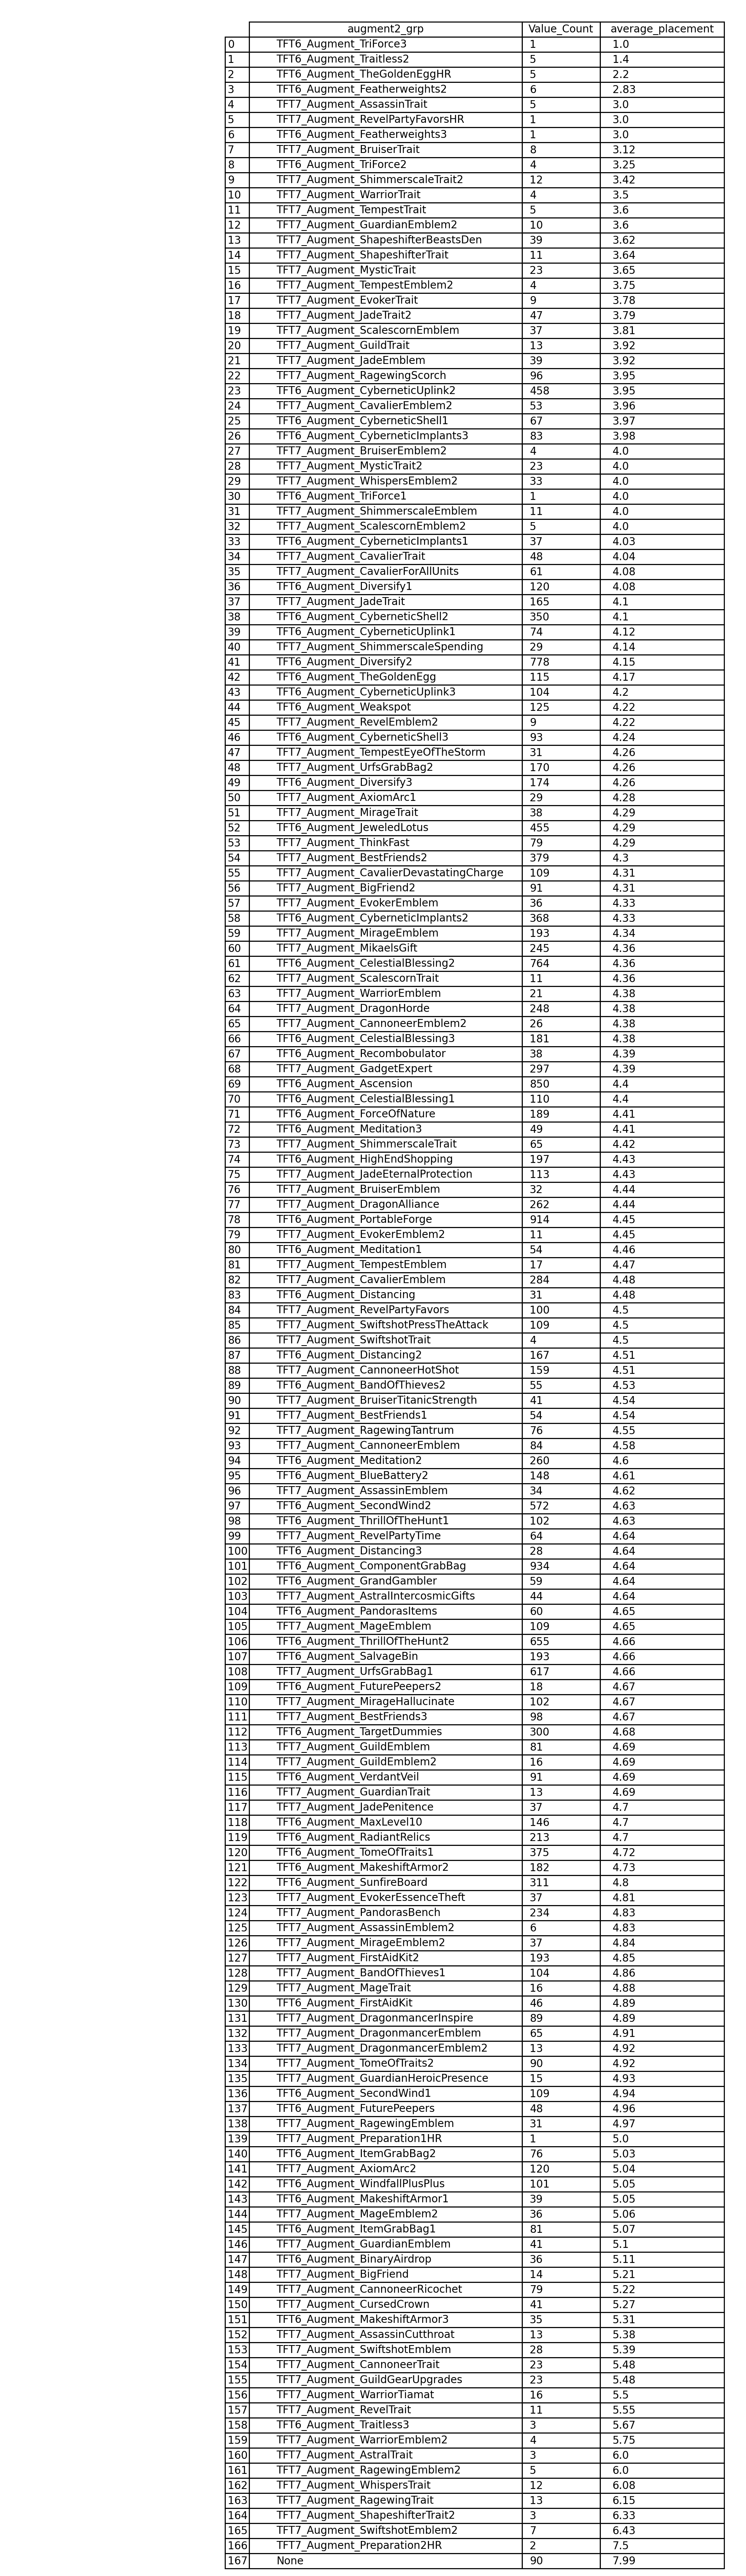 augment2_grp Value_Count average_placement
0 TFT6_Augment_TriForce3 1 1.0
1 TFT6_Augment_Traitless2 5 1.4
2 TFT6_Augment_TheGoldenEggHR 5 2.2
3 TFT6_Augment_Featherweights2 6 2.83
4 TFT7_Augment_AssassinTrait 5 3.0
5 TFT7_Augment_RevelPartyFavorsHR 1 3.0
6 TFT6_Augment_Featherweights3 1 3.0
7 TFT7_Augment_BruiserTrait 8 3.12
8 TFT6_Augment_TriForce2 4 3.25
9 TFT7_Augment_ShimmerscaleTrait2 12 3.42
10 TFT7_Augment_WarriorTrait 4 3.5
11 TFT7_Augment_TempestTrait 5 3.6
12 TFT7_Augment_GuardianEmblem2 10 3.6
13 TFT7_Augment_ShapeshifterBeastsDen 39 3.62
14 TFT7_Augment_ShapeshifterTrait 11 3.64
15 TFT7_Augment_MysticTrait 23 3.65
16 TFT7_Augment_TempestEmblem2 4 3.75
17 TFT7_Augment_EvokerTrait 9 3.78
18 TFT7_Augment_JadeTrait2 47 3.79
19 TFT7_Augment_ScalescornEmblem 37 3.81
20 TFT7_Augment_GuildTrait 13 3.92
21 TFT7_Augment_JadeEmblem 39 3.92
22 TFT7_Augment_RagewingScorch 96 3.95
23 TFT6_Augment_CyberneticUplink2 458 3.95
24 TFT7_Augment_CavalierEmblem2 53 3.96
25 TFT6_Augment_CyberneticShell1 67 3.97
26 TFT6_Augment_CyberneticImplants3 83 3.98
27 TFT7_Augment_BruiserEmblem2 4 4.0
28 TFT7_Augment_MysticTrait2 23 4.0
29 TFT7_Augment_WhispersEmblem2 33 4.0
30 TFT6_Augment_TriForce1 1 4.0
31 TFT7_Augment_ShimmerscaleEmblem 11 4.0
32 TFT7_Augment_ScalescornEmblem2 5 4.0
33 TFT6_Augment_CyberneticImplants1 37 4.03
34 TFT7_Augment_CavalierTrait 48 4.04
35 TFT7_Augment_CavalierForAllUnits 61 4.08
36 TFT6_Augment_Diversify1 120 4.08
37 TFT7_Augment_JadeTrait 165 4.1
38 TFT6_Augment_CyberneticShell2 350 4.1
39 TFT6_Augment_CyberneticUplink1 74 4.12
40 TFT7_Augment_ShimmerscaleSpending 29 4.14
41 TFT6_Augment_Diversify2 778 4.15
42 TFT6_Augment_TheGoldenEgg 115 4.17
43 TFT6_Augment_CyberneticUplink3 104 4.2
44 TFT6_Augment_Weakspot 125 4.22
45 TFT7_Augment_RevelEmblem2 9 4.22
46 TFT6_Augment_CyberneticShell3 93 4.24
47 TFT7_Augment_TempestEyeOfTheStorm 31 4.26
48 TFT7_Augment_UrfsGrabBag2 170 4.26
49 TFT6_Augment_Diversify3 174 4.26
50 TFT7_Augment_AxiomArc1 29 4.28
51 TFT7_Augment_MirageTrait 38 4.29
52 TFT6_Augment_JeweledLotus 455 4.29
53 TFT7_Augment_ThinkFast 79 4.29
54 TFT7_Augment_BestFriends2 379 4.3
55 TFT7_Augment_CavalierDevastatingCharge 109 4.31
56 TFT7_Augment_BigFriend2 91 4.31
57 TFT7_Augment_EvokerEmblem 36 4.33
58 TFT6_Augment_CyberneticImplants2 368 4.33
59 TFT7_Augment_MirageEmblem 193 4.34
60 TFT7_Augment_MikaelsGift 245 4.36
61 TFT6_Augment_CelestialBlessing2 764 4.36
62 TFT7_Augment_ScalescornTrait 11 4.36
63 TFT7_Augment_WarriorEmblem 21 4.38
64 TFT7_Augment_DragonHorde 248 4.38
65 TFT7_Augment_CannoneerEmblem2 26 4.38
66 TFT6_Augment_CelestialBlessing3 181 4.38
67 TFT6_Augment_Recombobulator 38 4.39
68 TFT7_Augment_GadgetExpert 297 4.39
69 TFT6_Augment_Ascension 850 4.4
70 TFT6_Augment_CelestialBlessing1 110 4.4
71 TFT6_Augment_ForceOfNature 189 4.41
72 TFT6_Augment_Meditation3 49 4.41
73 TFT7_Augment_ShimmerscaleTrait 65 4.42
74 TFT6_Augment_HighEndShopping 197 4.43
75 TFT7_Augment_JadeEternalProtection 113 4.43
76 TFT7_Augment_BruiserEmblem 32 4.44
77 TFT7_Augment_DragonAlliance 262 4.44
78 TFT6_Augment_PortableForge 914 4.45
79 TFT7_Augment_EvokerEmblem2 11 4.45
80 TFT6_Augment_Meditation1 54 4.46
81 TFT7_Augment_TempestEmblem 17 4.47
82 TFT7_Augment_CavalierEmblem 284 4.48
83 TFT6_Augment_Distancing 31 4.48
84 TFT7_Augment_RevelPartyFavors 100 4.5
85 TFT7_Augment_SwiftshotPressTheAttack 109 4.5
86 TFT7_Augment_SwiftshotTrait 4 4.5
87 TFT6_Augment_Distancing2 167 4.51
88 TFT7_Augment_CannoneerHotShot 159 4.51
89 TFT6_Augment_BandOfThieves2 55 4.53
90 TFT7_Augment_BruiserTitanicStrength 41 4.54
91 TFT7_Augment_BestFriends1 54 4.54
92 TFT7_Augment_RagewingTantrum 76 4.55
93 TFT7_Augment_CannoneerEmblem 84 4.58
94 TFT6_Augment_Meditation2 260 4.6
95 TFT6_Augment_BlueBattery2 148 4.61
96 TFT7_Augment_AssassinEmblem 34 4.62
97 TFT6_Augment_SecondWind2 572 4.63
98 TFT6_Augment_ThrillOfTheHunt1 102 4.63
99 TFT7_Augment_RevelPartyTime 64 4.64
100 TFT6_Augment_Distancing3 28 4.64
101 TFT6_Augment_ComponentGrabBag 934 4.64
102 TFT6_Augment_GrandGambler 59 4.64
103 TFT7_Augment_AstralIntercosmicGifts 44 4.64
104 TFT6_Augment_PandorasItems 60 4.65
105 TFT7_Augment_MageEmblem 109 4.65
106 TFT6_Augment_ThrillOfTheHunt2 655 4.66
107 TFT6_Augment_SalvageBin 193 4.66
108 TFT7_Augment_UrfsGrabBag1 617 4.66
109 TFT6_Augment_FuturePeepers2 18 4.67
110 TFT7_Augment_MirageHallucinate 102 4.67
111 TFT7_Augment_BestFriends3 98 4.67
112 TFT6_Augment_TargetDummies 300 4.68
113 TFT7_Augment_GuildEmblem 81 4.69
114 TFT7_Augment_GuildEmblem2 16 4.69
115 TFT6_Augment_VerdantVeil 91 4.69
116 TFT7_Augment_GuardianTrait 13 4.69
117 TFT7_Augment_JadePenitence 37 4.7
118 TFT6_Augment_MaxLevel10 146 4.7
119 TFT6_Augment_RadiantRelics 213 4.7
120 TFT6_Augment_TomeOfTraits1 375 4.72
121 TFT6_Augment_MakeshiftArmor2 182 4.73
122 TFT6_Augment_SunfireBoard 311 4.8
123 TFT7_Augment_EvokerEssenceTheft 37 4.81
124 TFT7_Augment_PandorasBench 234 4.83
125 TFT7_Augment_AssassinEmblem2 6 4.83
126 TFT7_Augment_MirageEmblem2 37 4.84
127 TFT7_Augment_FirstAidKit2 193 4.85
128 TFT7_Augment_BandOfThieves1 104 4.86
129 TFT7_Augment_MageTrait 16 4.88
130 TFT6_Augment_FirstAidKit 46 4.89
131 TFT7_Augment_DragonmancerInspire 89 4.89
132 TFT7_Augment_DragonmancerEmblem 65 4.91
133 TFT7_Augment_DragonmancerEmblem2 13 4.92
134 TFT7_Augment_TomeOfTraits2 90 4.92
135 TFT7_Augment_GuardianHeroicPresence 15 4.93
136 TFT6_Augment_SecondWind1 109 4.94
137 TFT6_Augment_FuturePeepers 48 4.96
138 TFT7_Augment_RagewingEmblem 31 4.97
139 TFT7_Augment_Preparation1HR 1 5.0
140 TFT6_Augment_ItemGrabBag2 76 5.03
141 TFT7_Augment_AxiomArc2 120 5.04
142 TFT6_Augment_WindfallPlusPlus 101 5.05
143 TFT6_Augment_MakeshiftArmor1 39 5.05
144 TFT7_Augment_MageEmblem2 36 5.06
145 TFT6_Augment_ItemGrabBag1 81 5.07
146 TFT7_Augment_GuardianEmblem 41 5.1
147 TFT6_Augment_BinaryAirdrop 36 5.11
148 TFT7_Augment_BigFriend 14 5.21
149 TFT7_Augment_CannoneerRicochet 79 5.22
150 TFT7_Augment_CursedCrown 41 5.27
151 TFT6_Augment_MakeshiftArmor3 35 5.31
152 TFT7_Augment_AssassinCutthroat 13 5.38
153 TFT7_Augment_SwiftshotEmblem 28 5.39
154 TFT7_Augment_CannoneerTrait 23 5.48
155 TFT7_Augment_GuildGearUpgrades 23 5.48
156 TFT7_Augment_WarriorTiamat 16 5.5
157 TFT7_Augment_RevelTrait 11 5.55
158 TFT6_Augment_Traitless3 3 5.67
159 TFT7_Augment_WarriorEmblem2 4 5.75
160 TFT7_Augment_AstralTrait 3 6.0
161 TFT7_Augment_RagewingEmblem2 5 6.0
162 TFT7_Augment_WhispersTrait 12 6.08
163 TFT7_Augment_RagewingTrait 13 6.15
164 TFT7_Augment_ShapeshifterTrait2 3 6.33
165 TFT7_Augment_SwiftshotEmblem2 7 6.43
166 TFT7_Augment_Preparation2HR 2 7.5
167 None 90 7.99